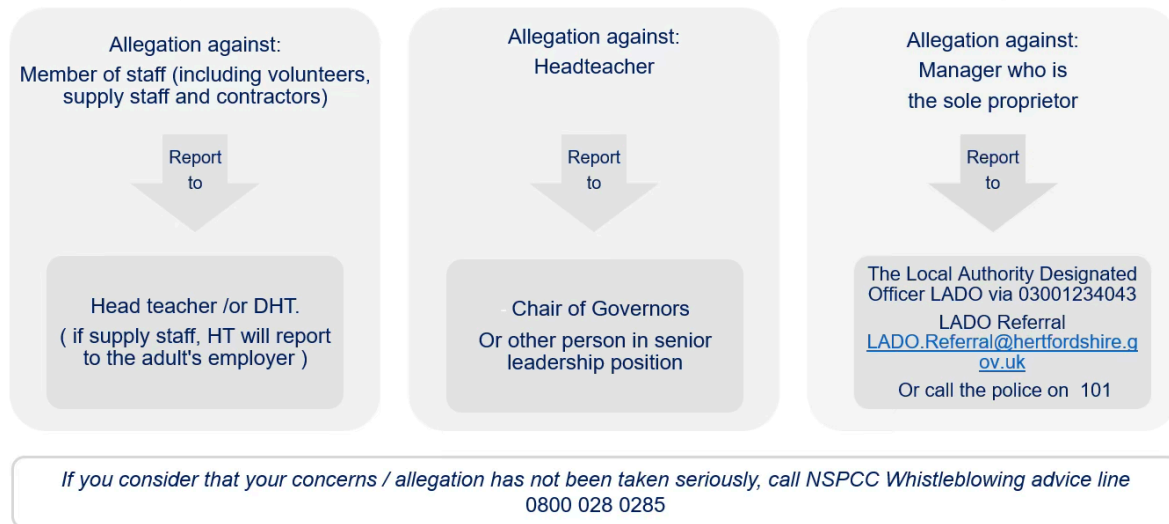 Allegation against:
Member of staff (including volunteers,
supply staff and contractors)
Report
to
Head teacher /or DHT.
( if supply staff, HT will report
to the adult's employer )
Allegation against:
Headteacher
Report
to
Chair of Governors
Or other person in senior
leadership position
Allegation against:
Manager who is
the sole proprietor
Report
to
The Local Authority Designated
Officer LADO via 03001234043
LADO Referral
LADO.Referral@hertfordshire.g
ov.uk
Or call the police on 101
If you consider that your concerns / allegation has not been taken seriously, call NSPCC Whistleblowing advice line
0800 028 0285